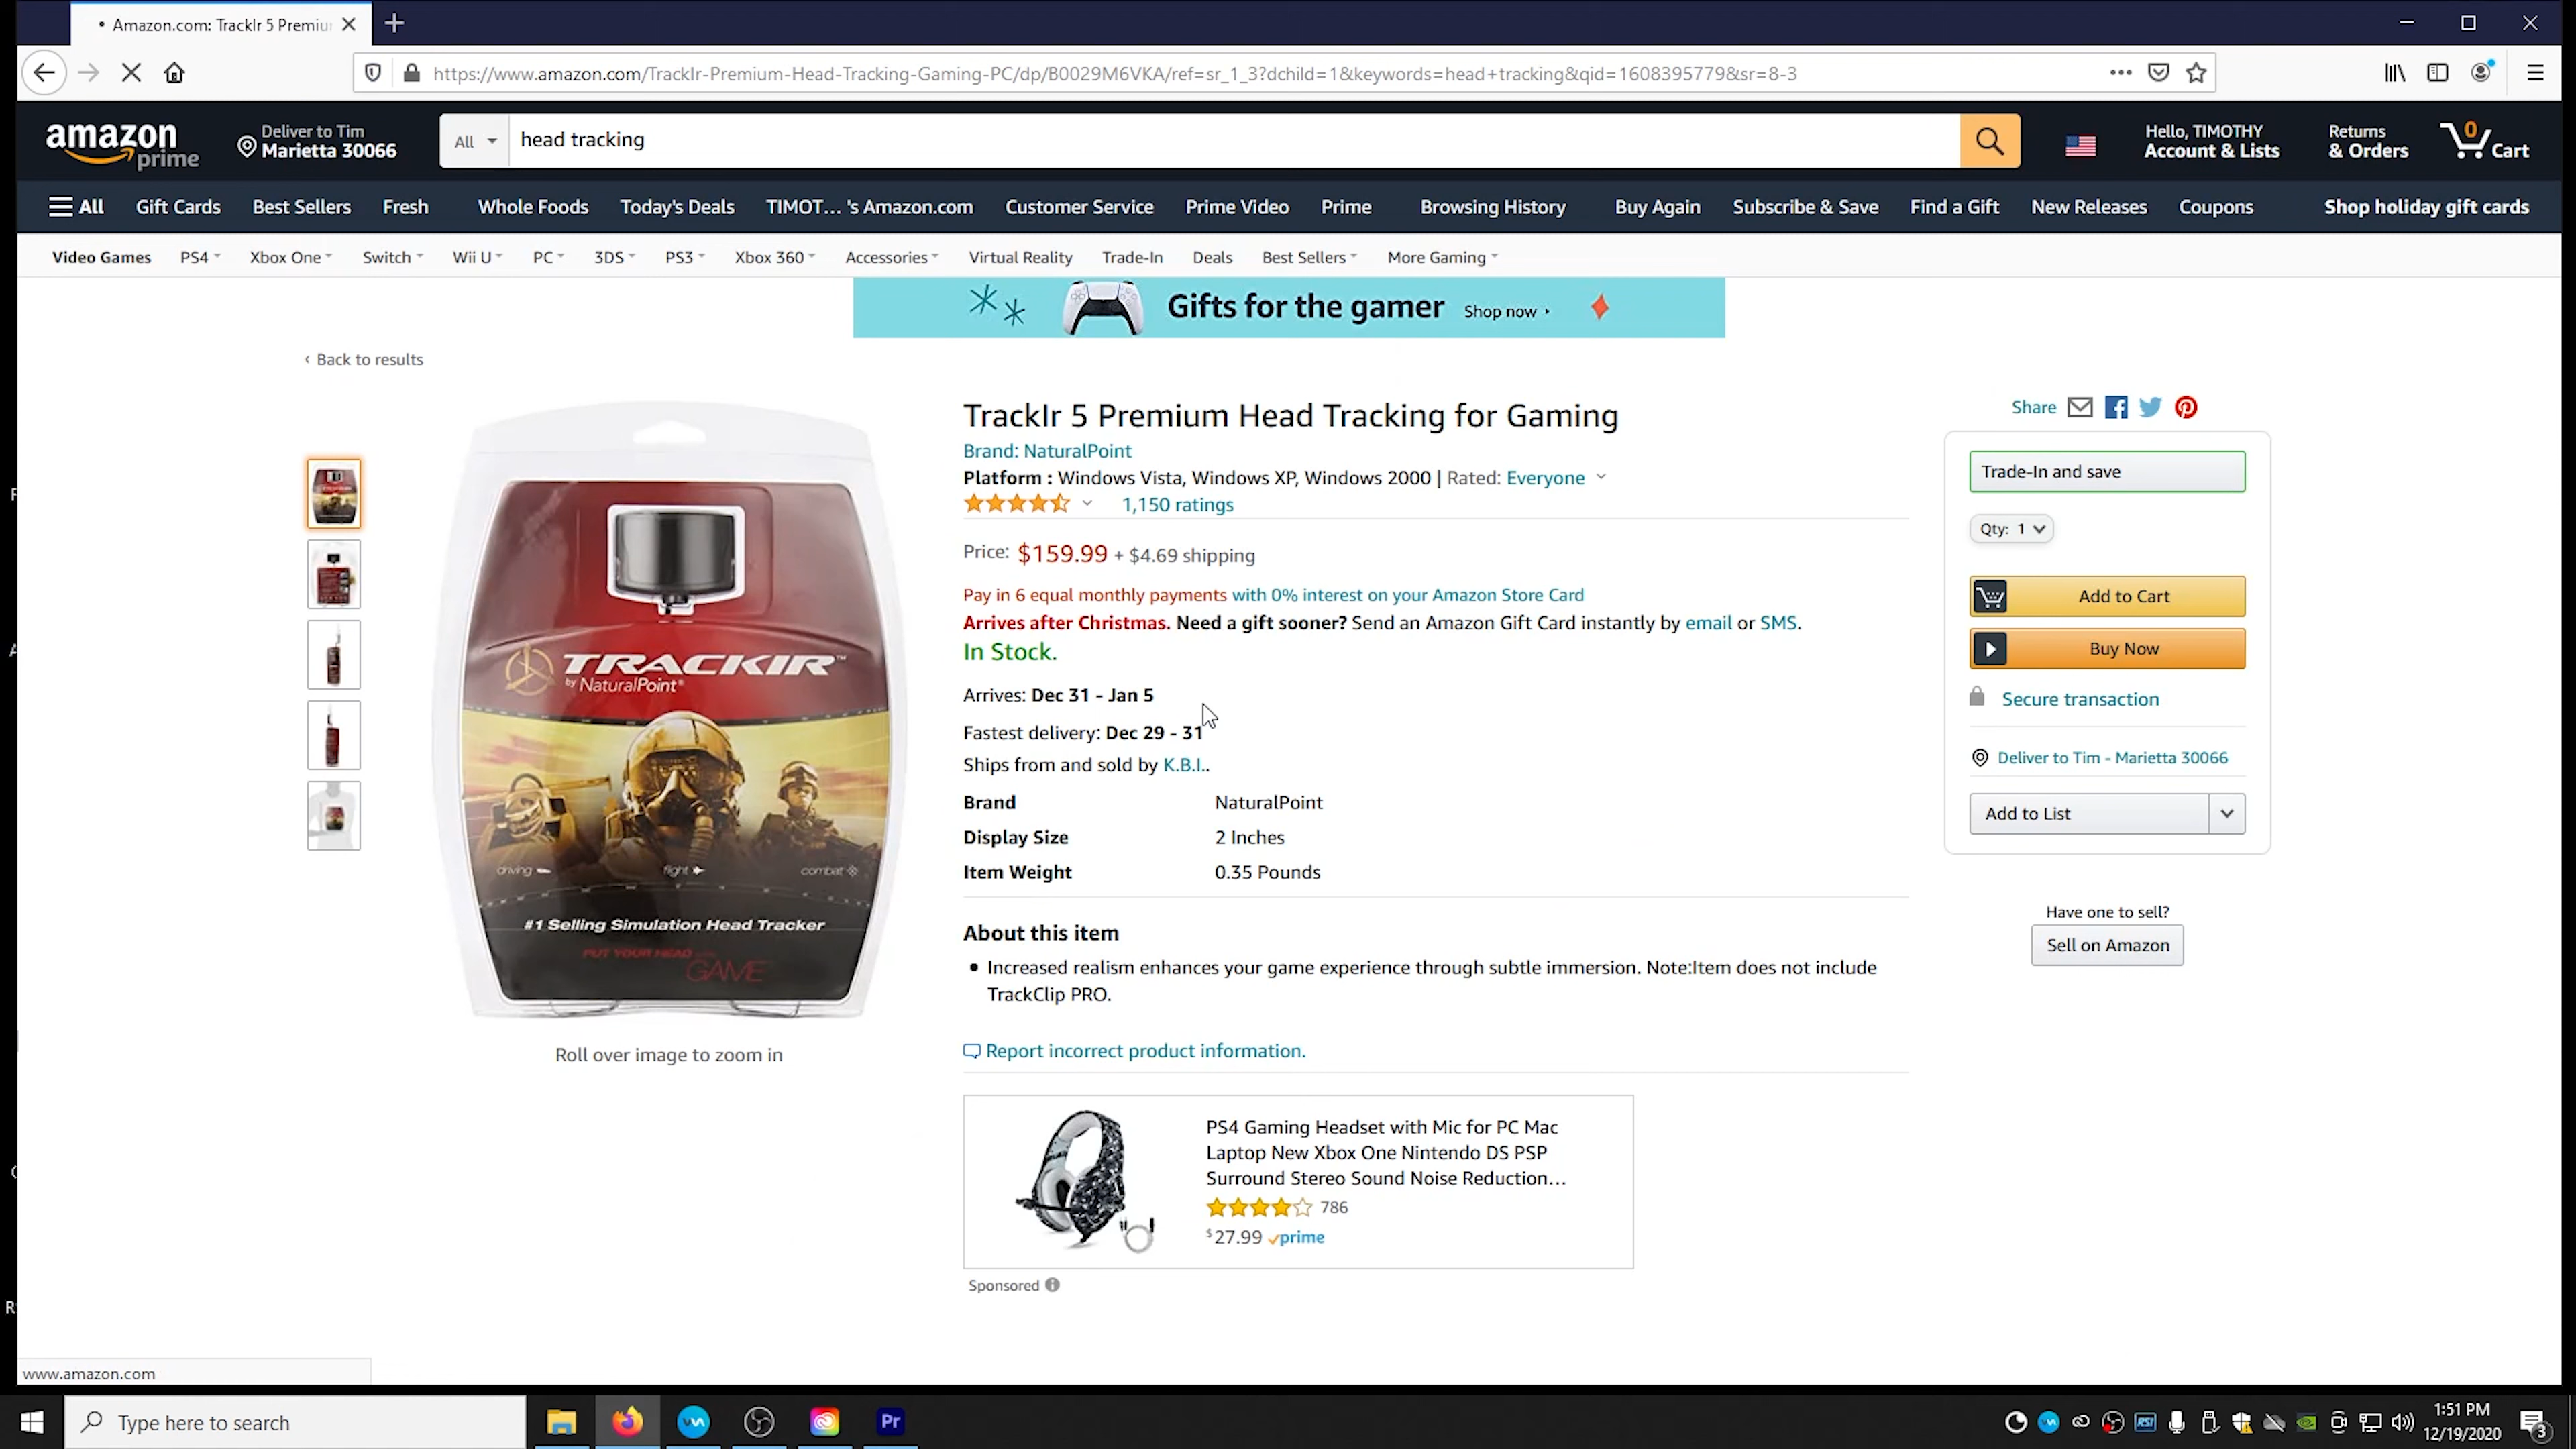 Amazon.com: TrackIr 5 Premiu
https://www.amazon.com/TrackIr-Premium-Head-Tracking-Gaming-PC/dp/B0029M6VKA/ref=sr_1_3?dchild=1&keywords=head+tracking&qid=1608395779&sr=8-3
amazon prime
Deliver to Tim
Marietta 30066
All
head tracking
Hello, TIMOTHY
Account & Lists
Returns
& Orders
0
Cart
All Gift Cards Best Sellers Fresh Whole Foods Today's Deals TIMOT... 's Amazon.com Customer Service Prime Video Prime Browsing History Buy Again Subscribe & Save Find a Gift New Releases Coupons Shop holiday gift cards
Video Games PS4 Xbox One Switch Wii U PC 3DS PS3 Xbox 360 Accessories Virtual Reality Trade-In Deals Best Sellers More Gaming
Gifts for the gamer Shop now
‹ Back to results
TRACKIR™
by NaturalPoint®
driving flight combat
#1 Selling Simulation Head Tracker
PUT YOUR HEAD
GAME
Roll over image to zoom in
TrackIr 5 Premium Head Tracking for Gaming
Brand: NaturalPoint
Platform : Windows Vista, Windows XP, Windows 2000 | Rated: Everyone
1,150 ratings
Price: $159.99 + $4.69 shipping
Pay in 6 equal monthly payments with 0% interest on your Amazon Store Card
Arrives after Christmas. Need a gift sooner? Send an Amazon Gift Card instantly by email or SMS.
In Stock.
Arrives: Dec 31 - Jan 5
Fastest delivery: Dec 29 - 31
Ships from and sold by K.B.I..
Brand NaturalPoint
Display Size 2 Inches
Item Weight 0.35 Pounds
About this item
• Increased realism enhances your game experience through subtle immersion. Note:Item does not include
TrackClip PRO.
Report incorrect product information.
PS4 Gaming Headset with Mic for PC Mac
Laptop New Xbox One Nintendo DS PSP
Surround Stereo Sound Noise Reduction...
786
$27.99 prime
Sponsored
Share
Trade-In and save
Qty: 1
Add to Cart
Buy Now
Secure transaction
Deliver to Tim - Marietta 30066
Add to List
Have one to sell?
Sell on Amazon
www.amazon.com
Type here to search
Pr
RSI
1:51 PM
12/19/2020
3